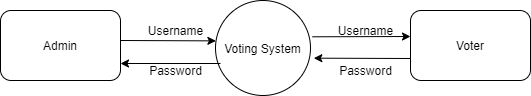 Username
Username
Admin
Voting System
Voter
Password
Password